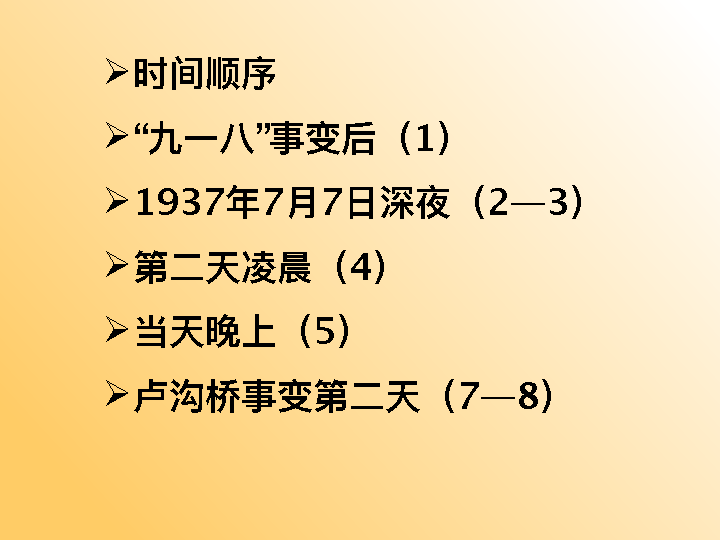 时间顺序
“九一八”事变后（1）
1937年7月7日深夜（2—3）
第二天凌晨（4）
当天晚上（5）
卢沟桥事变第二天（7—8）